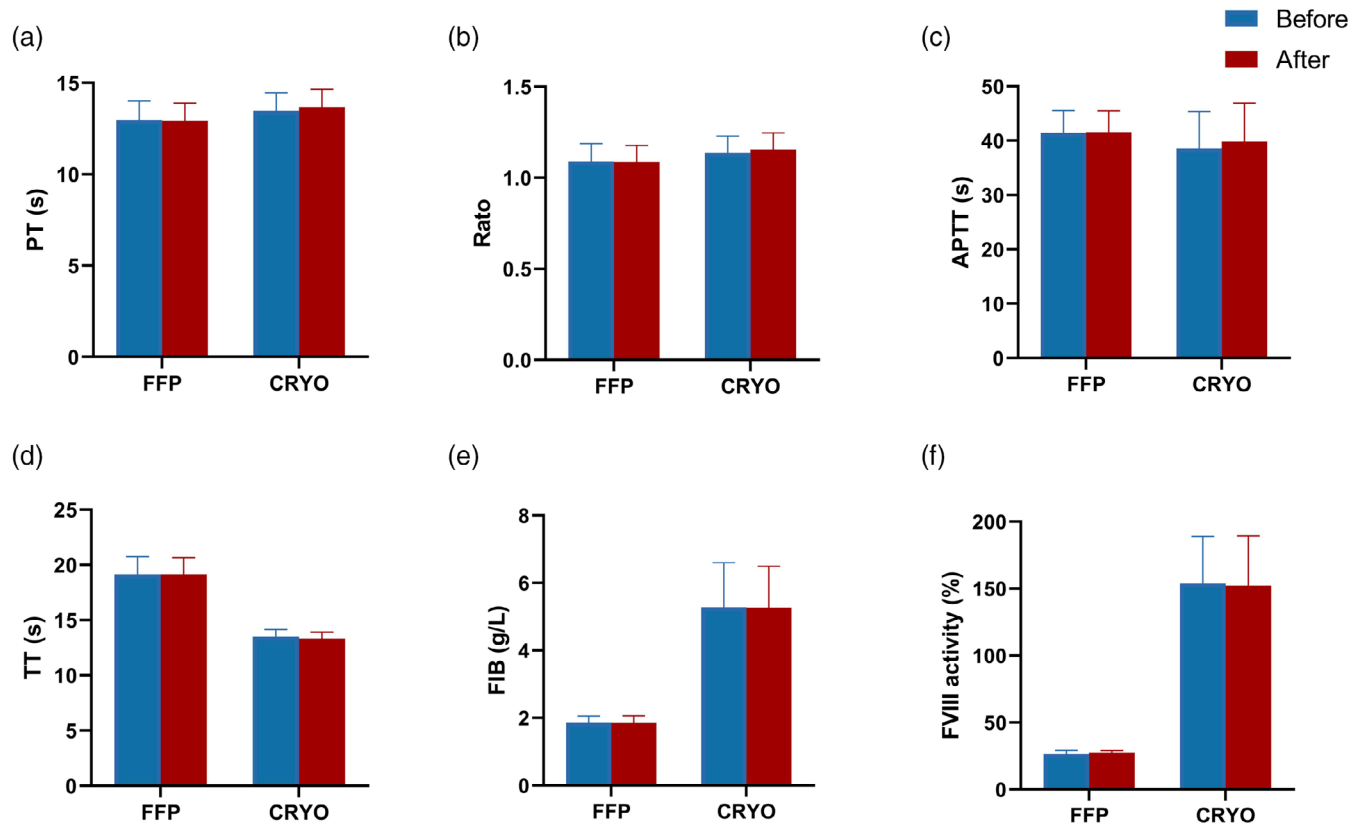 Before
After
(a)
(b)
(c)
15
10
5
0
PT (s)
FFP
CRYO
1.5
1.0
0.5
0.0
Rato
FFP
CRYO
50
40
30
20
10
0
APTT (s)
FFP
CRYO
(d)
(e)
(f)
25
20
15
10
5
0
TT (s)
FFP
CRYO
8
6
4
2
0
FIB (g/L)
FFP
CRYO
200
150
100
50
0
FVIII activity (%)
FFP
CRYO